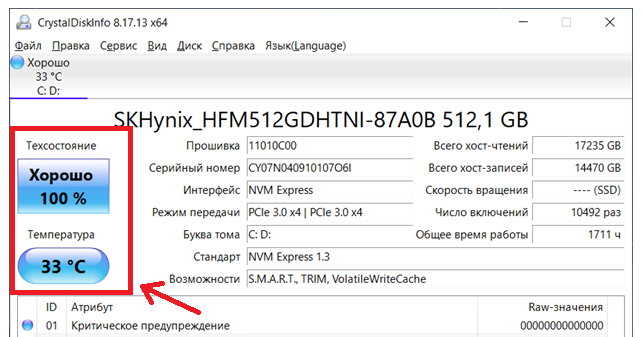 CrystalDiskInfo 8.17.13 x64
Файл Правка Сервис Вид Диск Справка Язык(Language)
Хорошо
33 °C
C: D:
SKHynix_HFM512GDHTNI-87A0B 512,1 GB
Техсостояние
Хорошо
100 %
Температура
33 °C
Прошивка 11010C00
Серийный номер CY07N040910107O6I
Интерфейс NVM Express
Режим передачи PCIe 3.0 x4 | PCIe 3.0 x4
Буква тома C: D:
Стандарт NVM Express 1.3
Возможности S.M.A.R.T., TRIM, VolatileWriteCache
Всего хост-чтений 17235 GB
Всего хост-записей 14470 GB
Скорость вращения ---- (SSD)
Число включений 10492 раз
Общее время работы 1711 ч
ID Атрибут Raw-значения
01 Критическое предупреждение 00000000000000